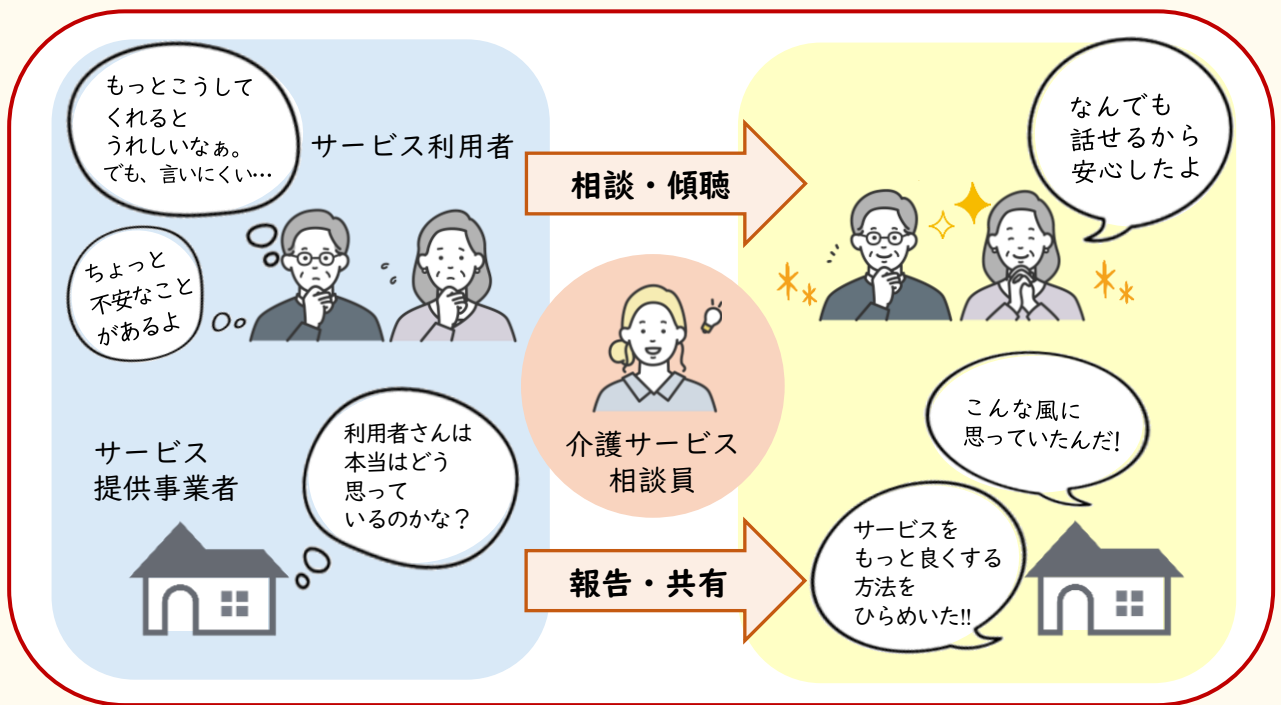 もっとこうして
くれると
うれしいなぁ。
でも、言いにくい…
サービス利用者
ちょっと
不安なこと
があるよ
サービス
提供事業者
利用者さんは
本当はどう
思って
いるのかな？
相談・傾聴
介護サービス
相談員
報告・共有
なんでも
話せるから
安心したよ
こんな風に
思っていたんだ!
サービスを
もっと良くする
方法を
ひらめいた!!